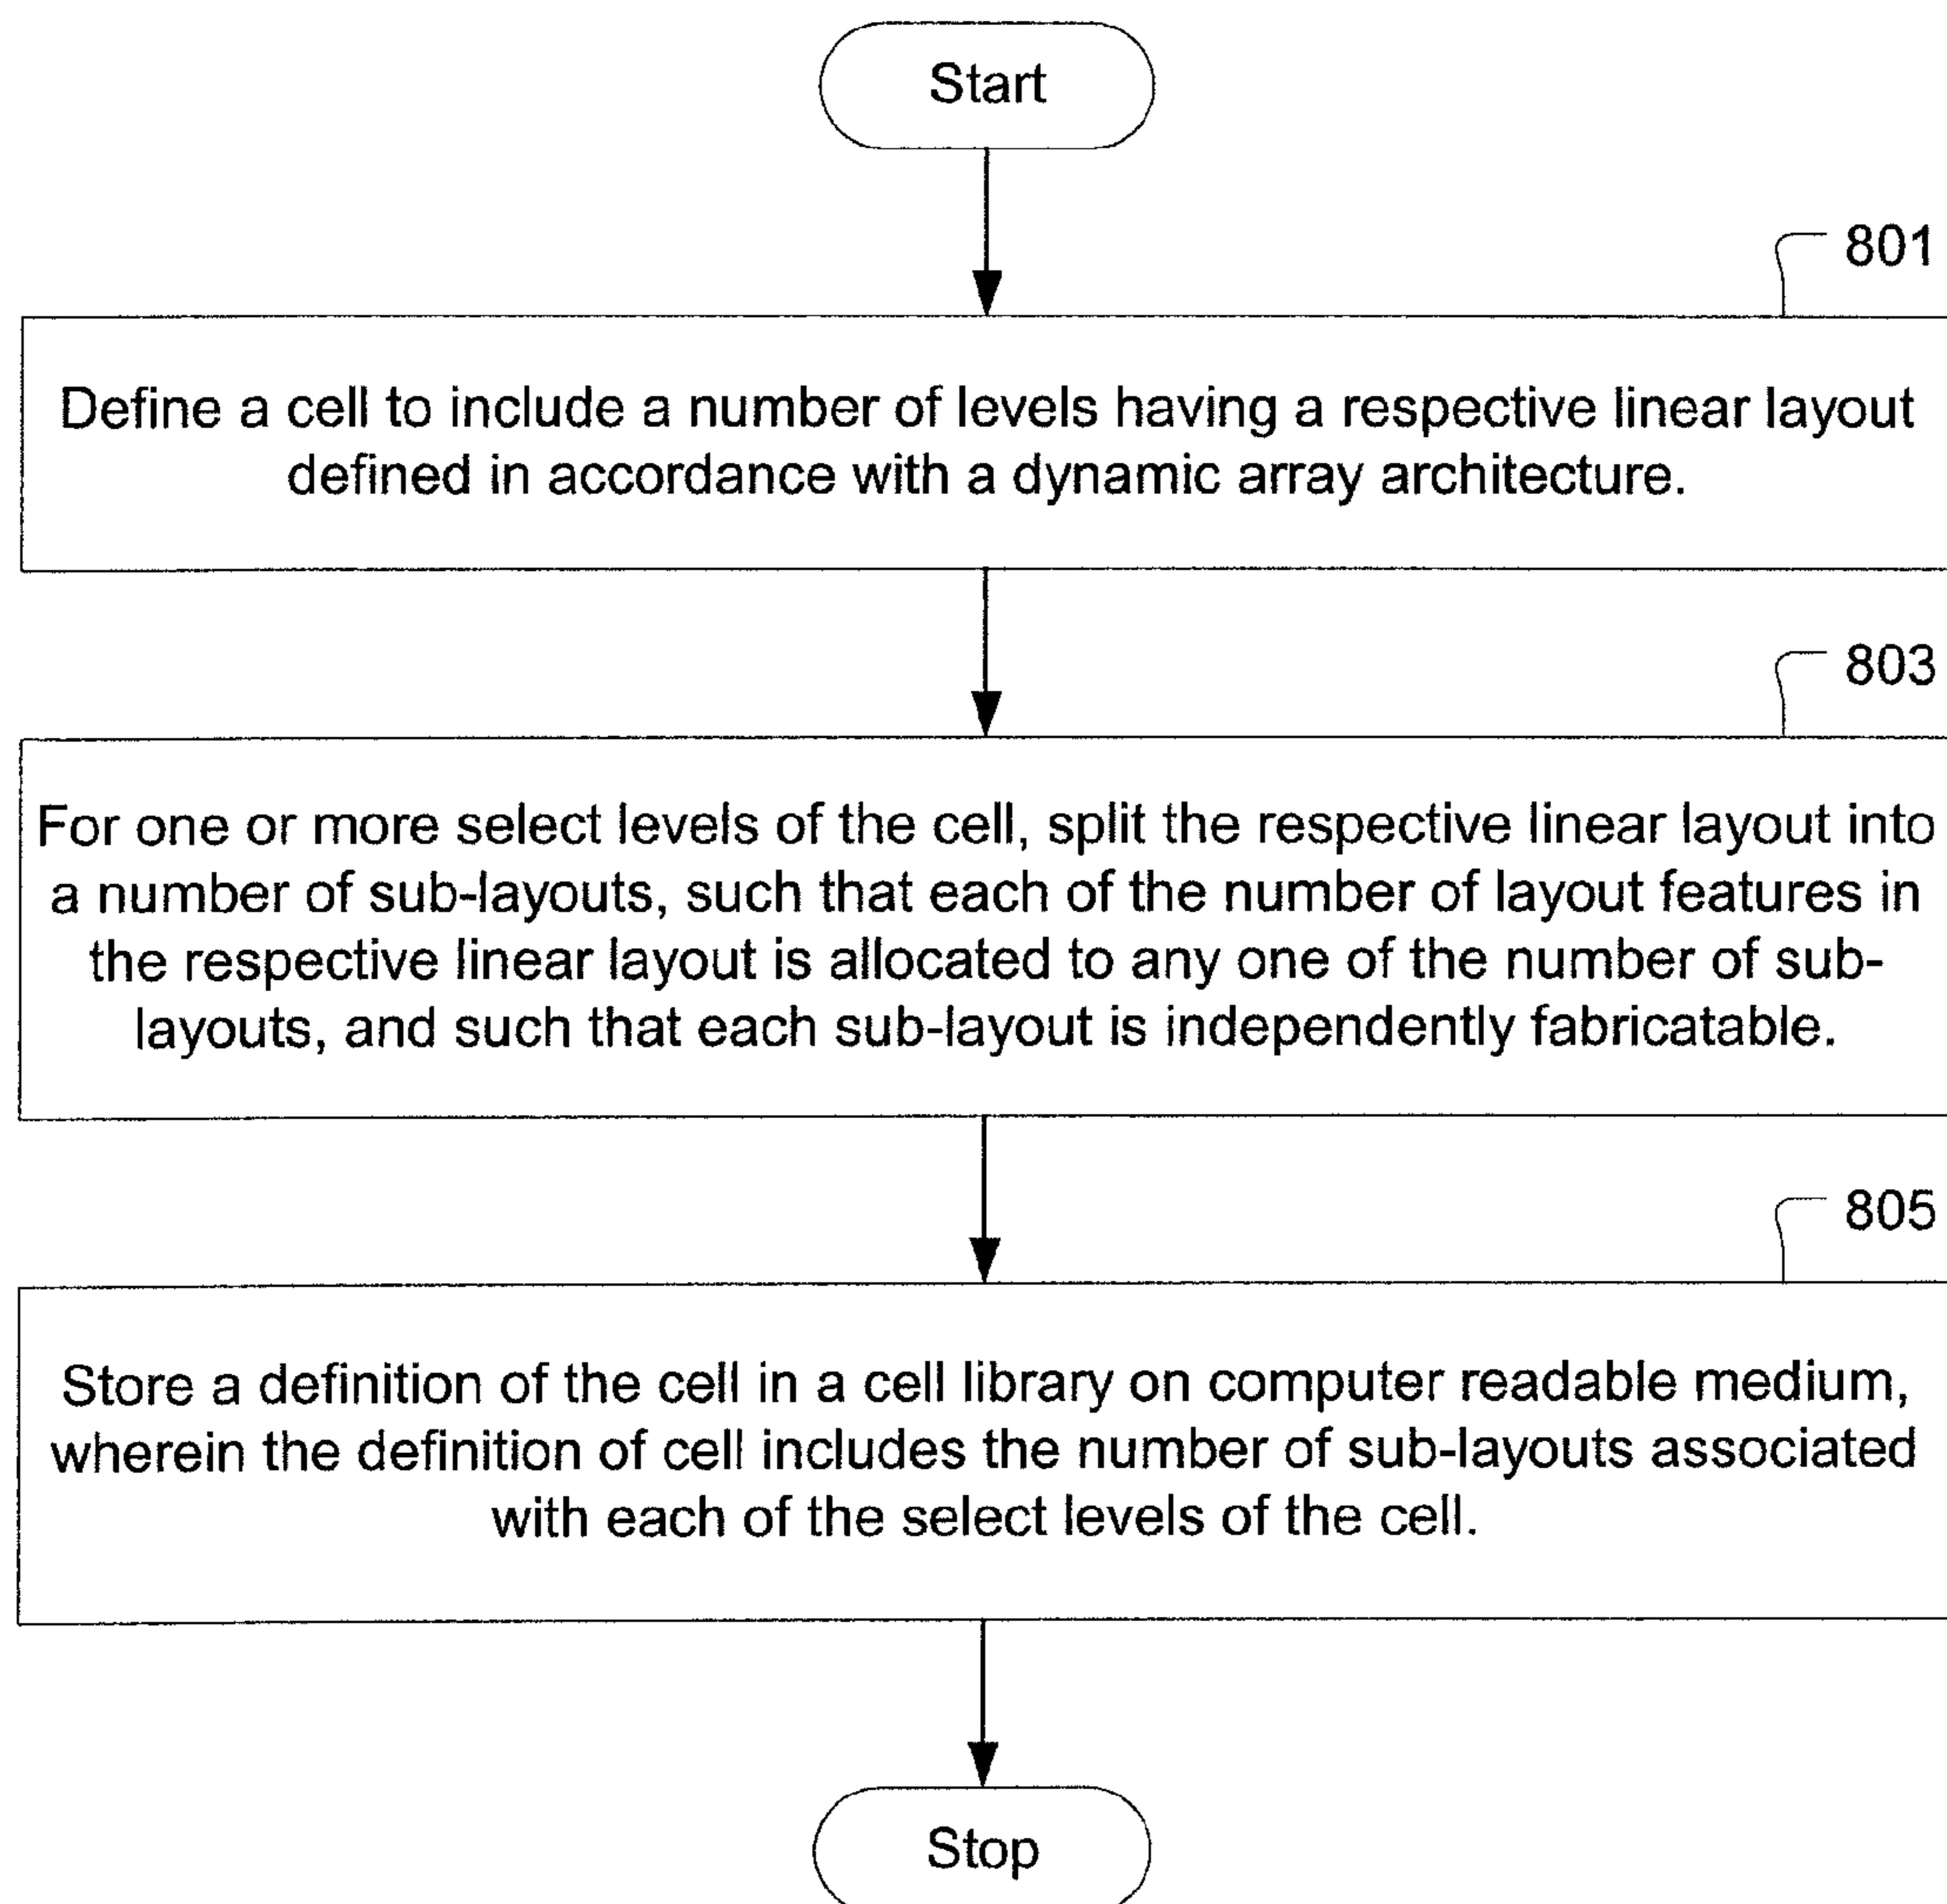 Start
801
Define a cell to include a number of levels having a respective linear layout
defined in accordance with a dynamic array architecture.
803
For one or more select levels of the cell, split the respective linear layout into
a number of sub-layouts, such that each of the number of layout features in
the respective linear layout is allocated to any one of the number of sub-
layouts, and such that each sub-layout is independently fabricatable.
805
Store a definition of the cell in a cell library on computer readable medium,
wherein the definition of cell includes the number of sub-layouts associated
with each of the select levels of the cell.
Stop